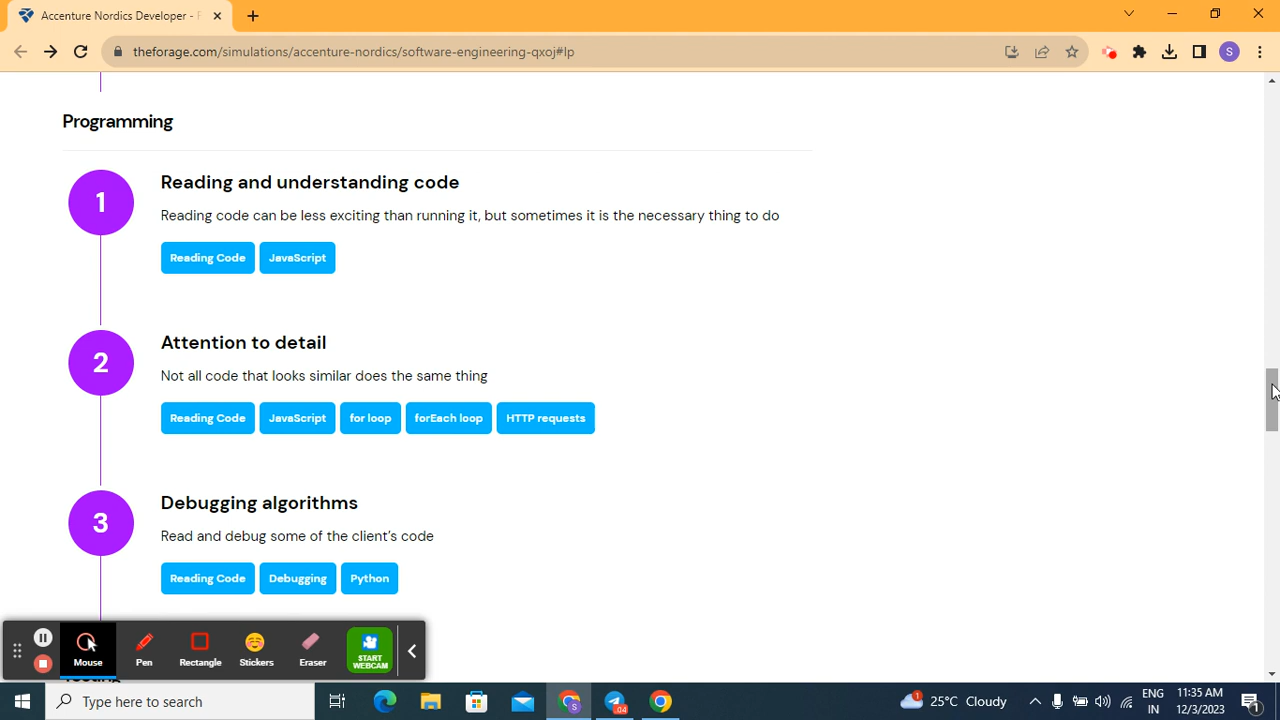 Accenture Nordics Developer - F
theforage.com/simulations/accenture-nordics/software-engineering-qxoj#lp
S
Programming
1
Reading and understanding code
Reading code can be less exciting than running it, but sometimes it is the necessary thing to do
Reading Code JavaScript
2
Attention to detail
Not all code that looks similar does the same thing
Reading Code JavaScript for loop forEach loop HTTP requests
3
Debugging algorithms
Read and debug some of the client's code
Reading Code Debugging Python
Testing
Mouse Pen Rectangle Stickers Eraser START WEBCAM
Type here to search
S
04
1
25°C Cloudy
ENG
IN
11:35 AM
12/3/2023
1